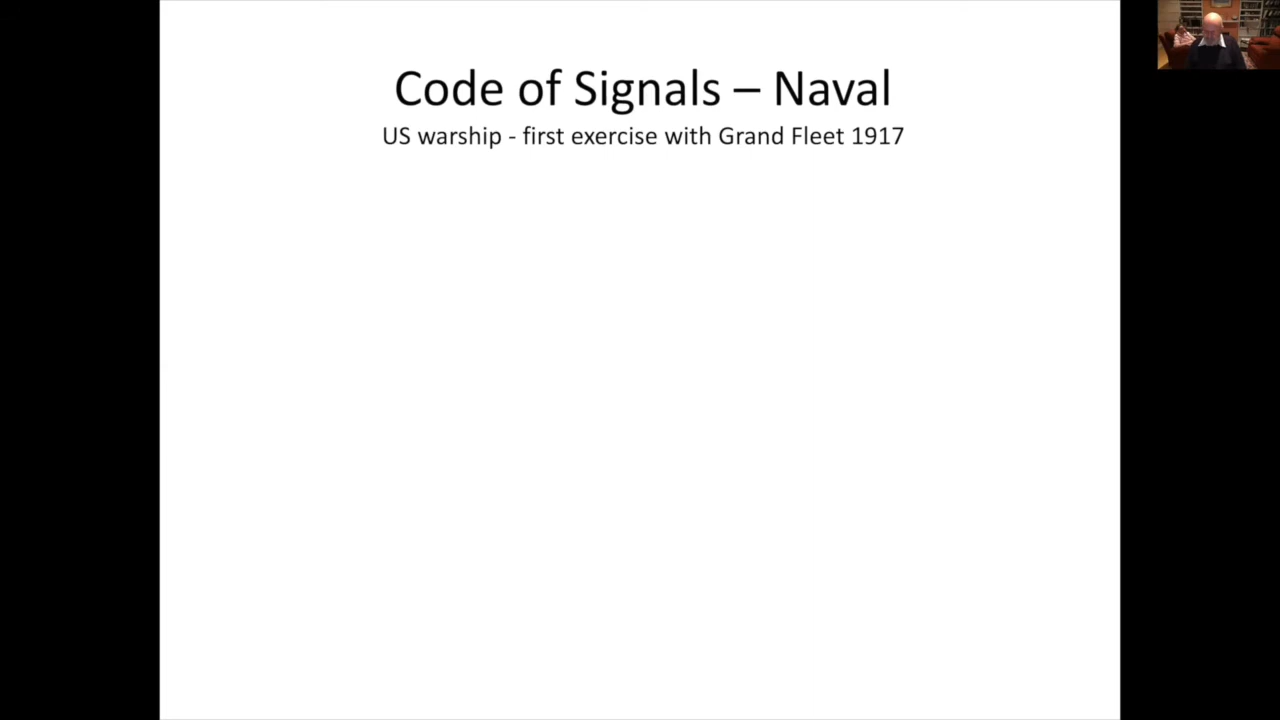 Code of Signals – Naval
US warship - first exercise with Grand Fleet 1917